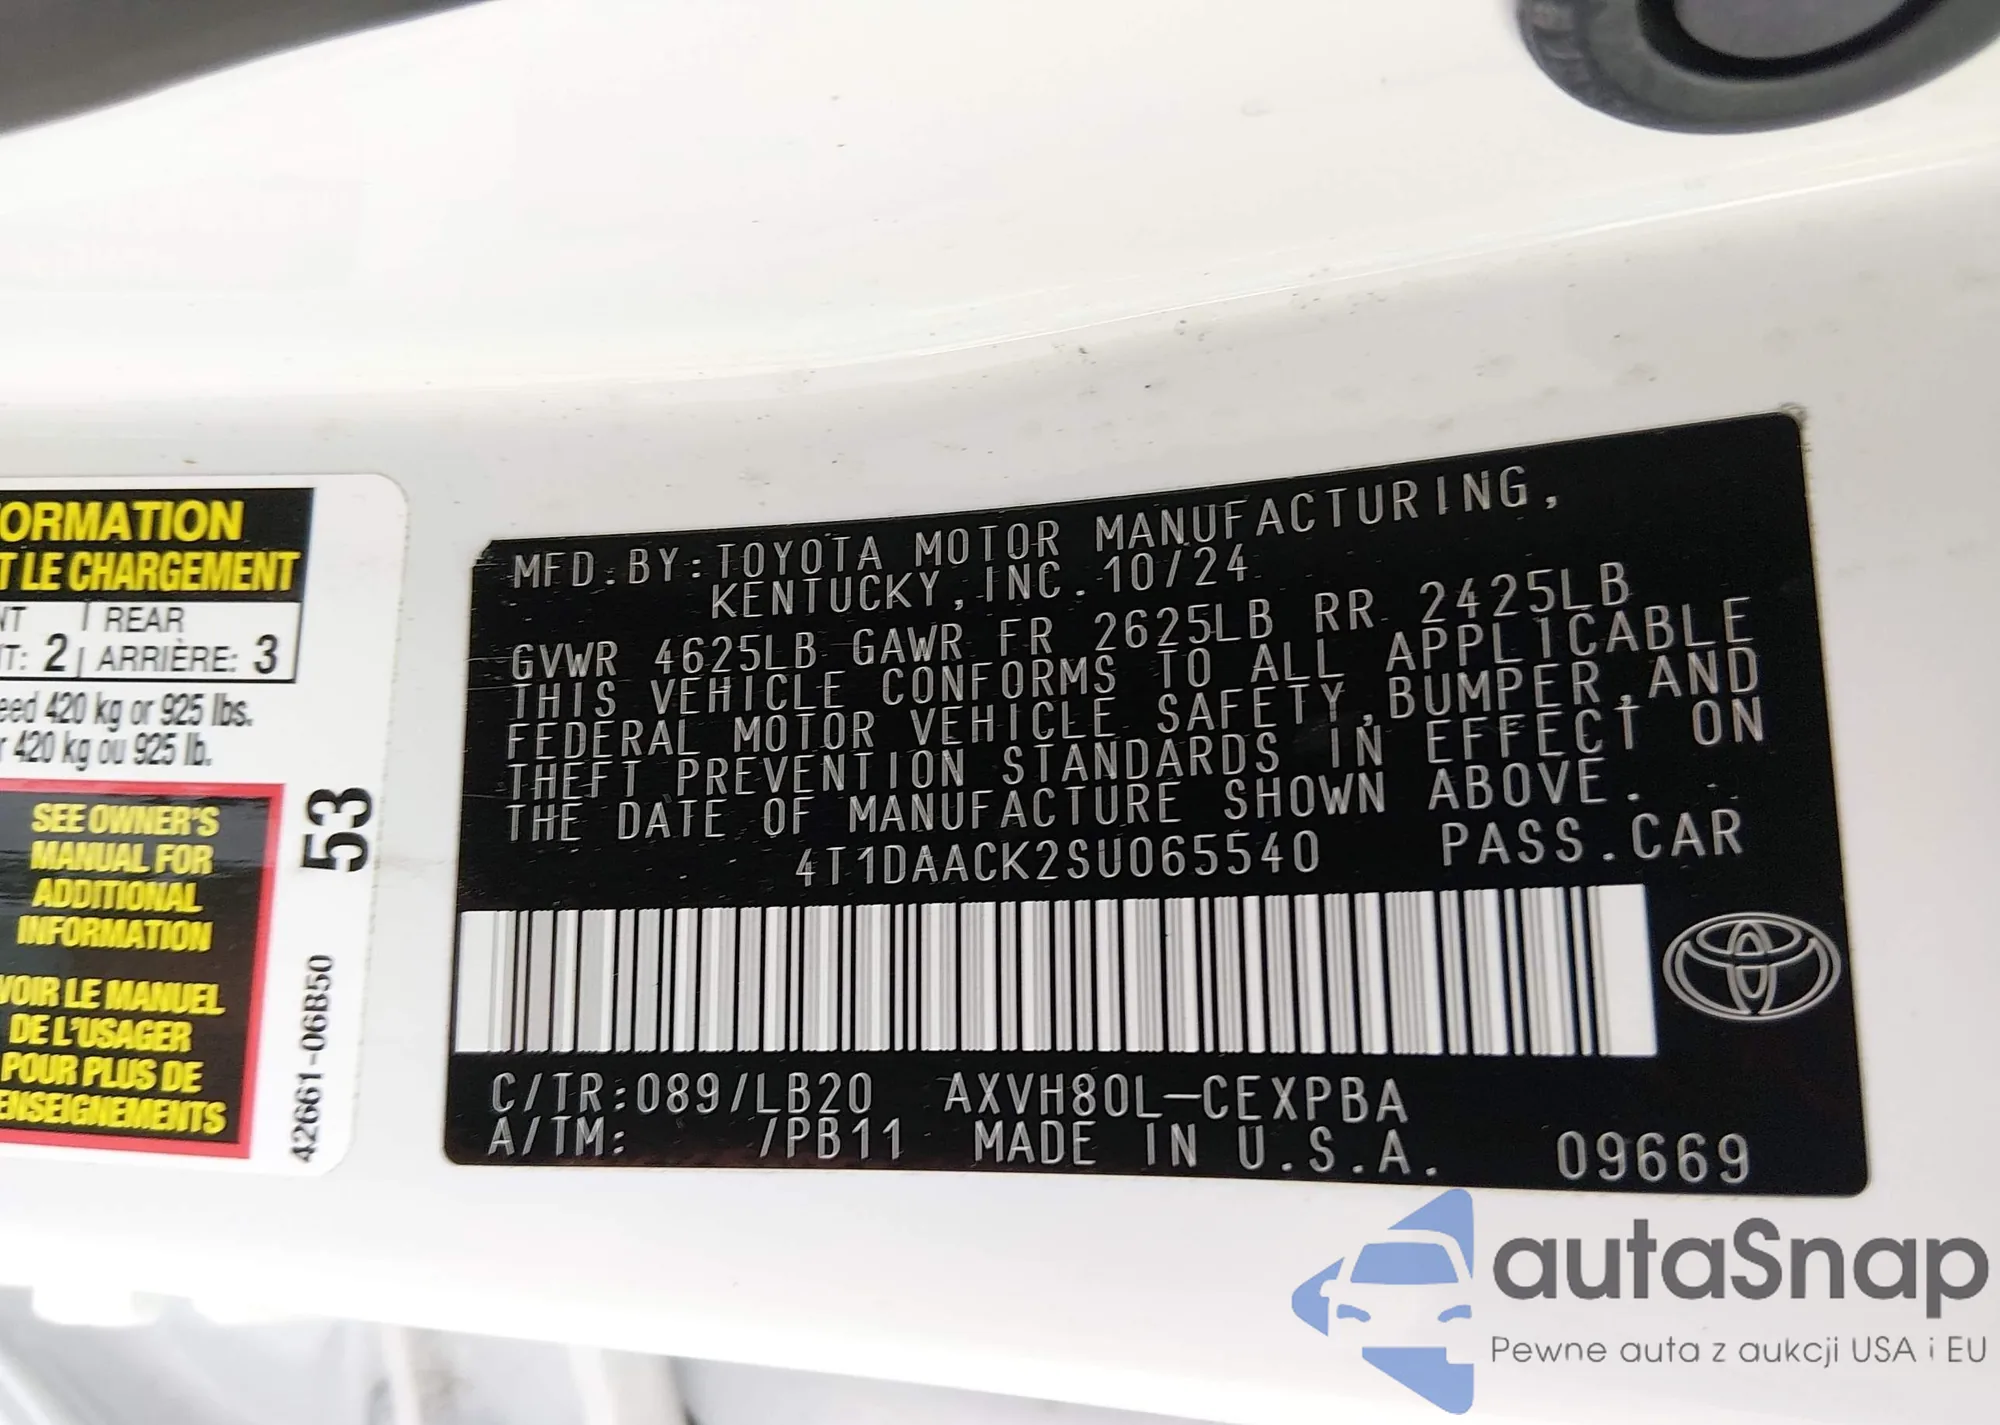 ORMATION
T LE CHARGEMENT
NT | REAR
T: 2 | ARRIÈRE: 3
eed 420 kg or 925 lbs.
r 420 kg ou 925 lb.
SEE OWNER'S
MANUAL FOR
ADDITIONAL
INFORMATION
VOIR LE MANUEL
DE L'USAGER
POUR PLUS DE
ENSEIGNEMENTS
53
42661-06B50
MFD.BY:TOYOTA MOTOR MANUFACTURING,
KENTUCKY,INC. 10/24
GVWR 4625LB GAWR FR 2625LB RR 2425LB
THIS VEHICLE CONFORMS TO ALL APPLICABLE
FEDERAL MOTOR VEHICLE SAFETY,BUMPER,AND
THEFT PREVENTION STANDARDS IN EFFECT ON
THE DATE OF MANUFACTURE SHOWN ABOVE.
4T1DAACK2SU065540 PASS.CAR
C/TR:089/LB20 AXVH80L-CEXPBA
A/TM: /PB11 MADE IN U.S.A. 09669
autaSnap
Pewne auta z aukcji USA i EU